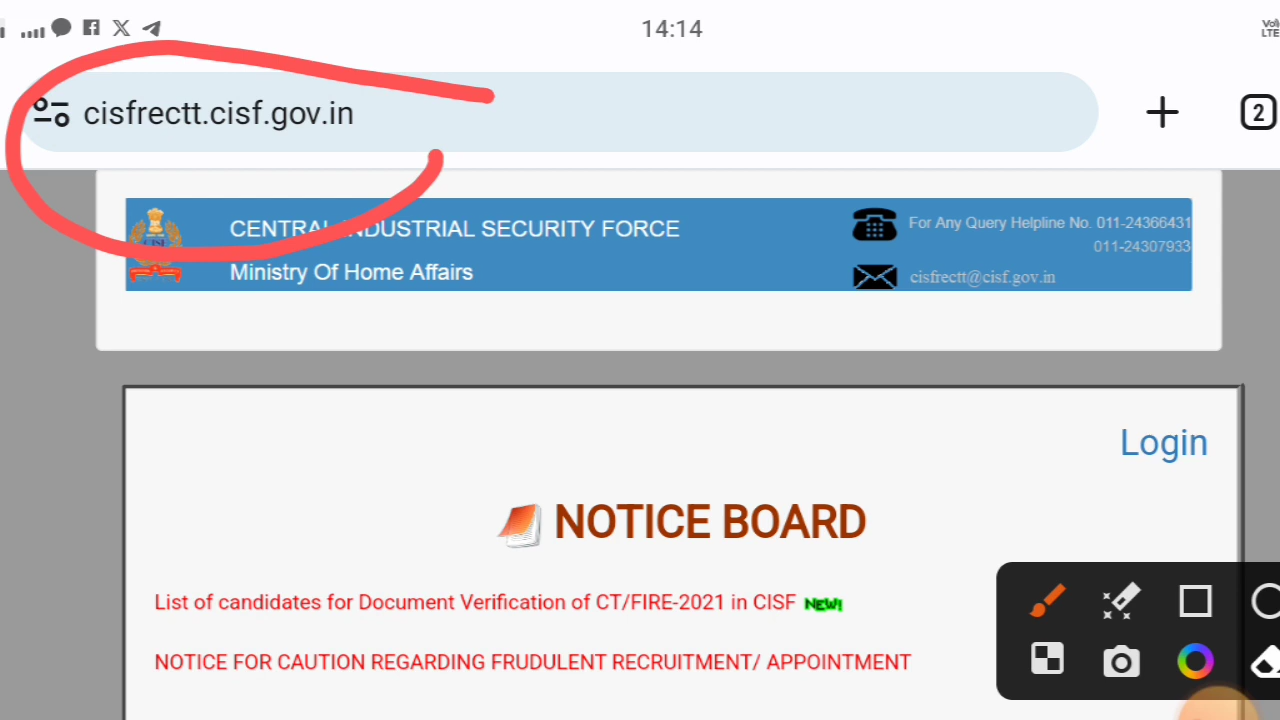 14:14
Vo
LTE
cisfrectt.cisf.gov.in
2
CENTRAL INDUSTRIAL SECURITY FORCE
Ministry Of Home Affairs
For Any Query Helpline No. 011-24366431
011-24307933
cisfrectt@cisf.gov.in
Login
NOTICE BOARD
List of candidates for Document Verification of CT/FIRE-2021 in CISF NEW!
NOTICE FOR CAUTION REGARDING FRUDULENT RECRUITMENT/ APPOINTMENT